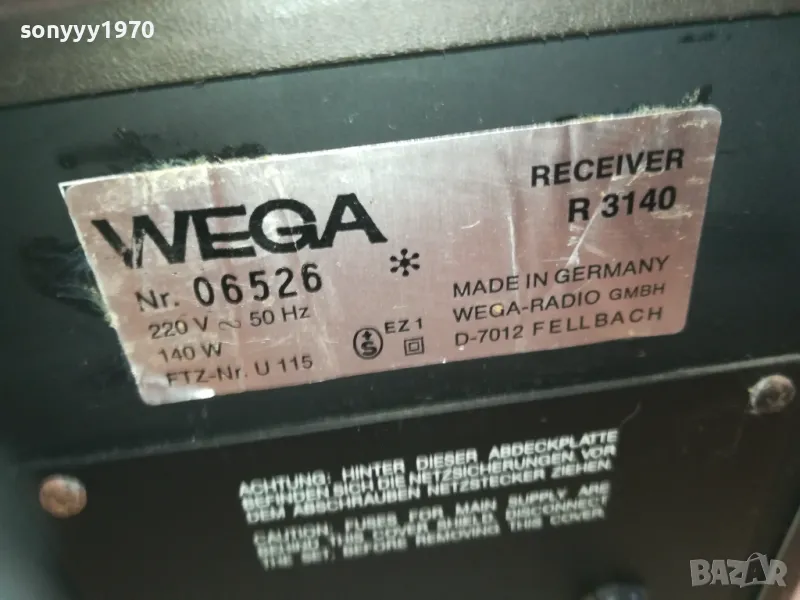 sonyyy1970
WEGA
RECEIVER
R 3140
Nr. 06526
220 V ~ 50 Hz
140 W
FTZ-Nr. U 115
EZ 1
MADE IN GERMANY
WEGA-RADIO GMBH
D-7012 FELLBACH
ACHTUNG: HINTER DIESER ABDECKPLATTE
BEFINDEN SICH DIE NETZSICHERUNGEN VOR
DEM ABSCHRAUBEN NETZSTECKER ZIEHEN.
CAUTION, FUSES FOR MAIN SUPPLY ARE
BEHIND THIS COVER SHIELD. DISCONNECT
THE SET, BEFORE REMOVING THIS COVER.
BAZAR